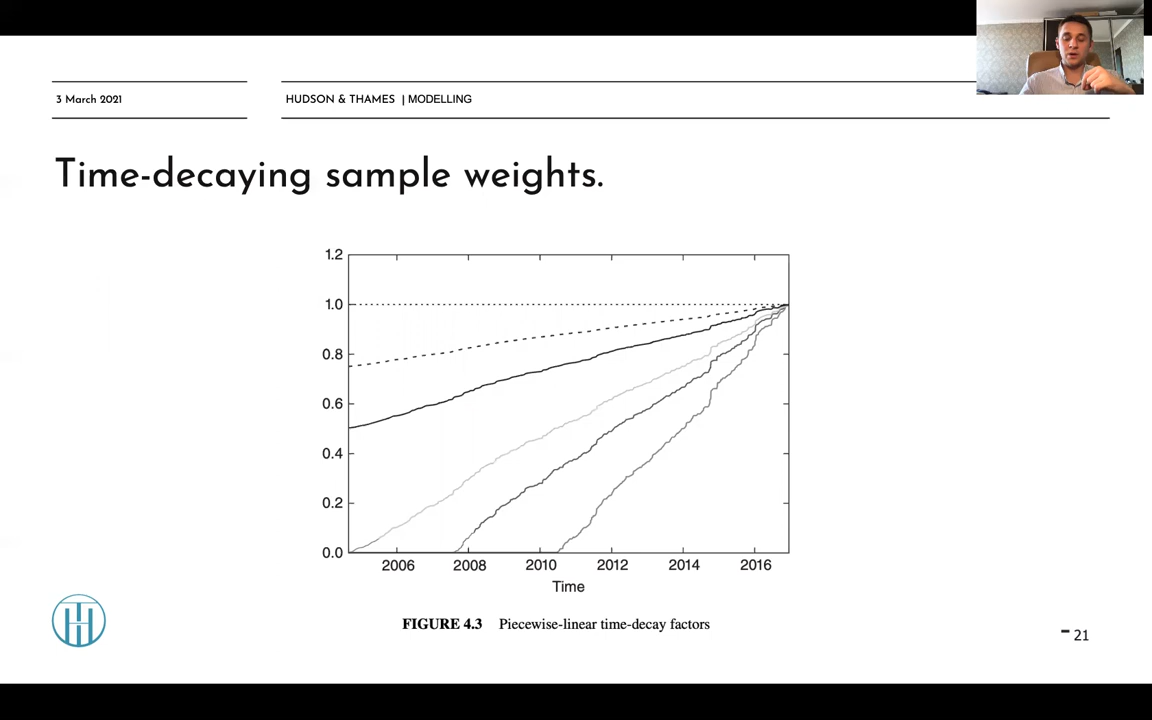 3 March 2021
HUDSON & THAMES | MODELLING
Time-decaying sample weights.
1.2
1.0
0.8
0.6
0.4
0.2
0.0
2006 2008 2010 2012 2014 2016
Time
FIGURE 4.3 Piecewise-linear time-decay factors
21